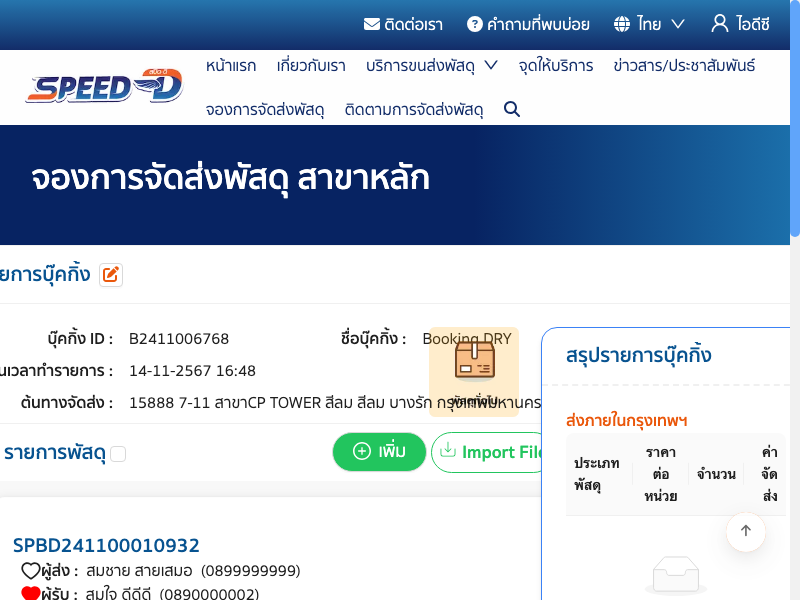 ติดต่อเรา คำถามที่พบบ่อย ไทย ไอดีซี
สปีด-ดี
SPEED D
หน้าแรก เกี่ยวกับเรา บริการขนส่งพัสดุ จุดให้บริการ ข่าวสาร/ประชาสัมพันธ์
จองการจัดส่งพัสดุ ติดตามการจัดส่งพัสดุ
จองการจัดส่งพัสดุ สาขาหลัก
ยการบุ๊คกิ้ง
บุ๊คกิ้ง ID : B2411006768 ชื่อบุ๊คกิ้ง : Booking DRY
นเวลาทำรายการ : 14-11-2567 16:48
ต้นทางจัดส่ง : 15888 7-11 สาขาCP TOWER สีลม สีลม บางรัก กรุงเทพมหานคร
พัสดุทั่วไป
รายการพัสดุ เพิ่ม Import File
สรุปรายการบุ๊คกิ้ง
ส่งภายในกรุงเทพฯ
ประเภทพัสดุ ราคาต่อหน่วย จำนวน ค่าจัดส่ง
SPBD241100010932
ผู้ส่ง : สมชาย สายเสมอ (0899999999)
ผู้รับ : สมใจ ดีดีดี (0890000002)